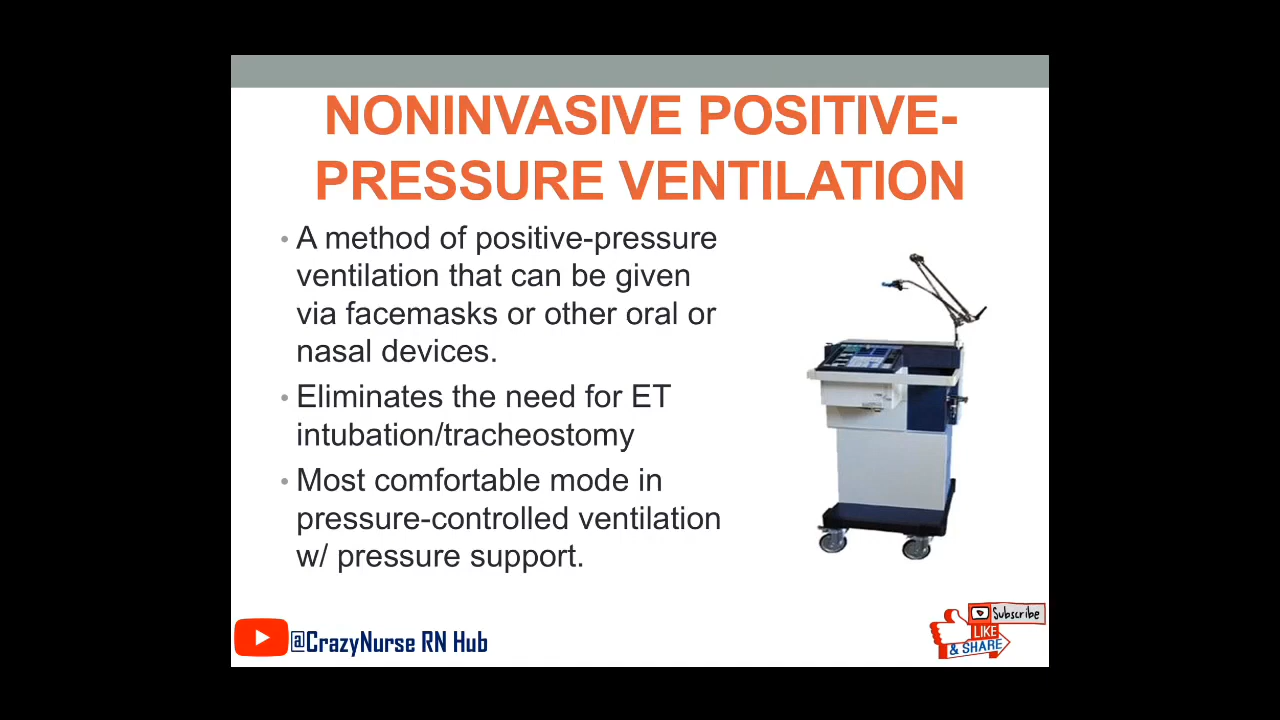 NONINVASIVE POSITIVE-
PRESSURE VENTILATION
• A method of positive-pressure
ventilation that can be given
via facemasks or other oral or
nasal devices.
• Eliminates the need for ET
intubation/tracheostomy
• Most comfortable mode in
pressure-controlled ventilation
w/ pressure support.
@CrazyNurse RN Hub
Subscribe
LIKE
& SHARE